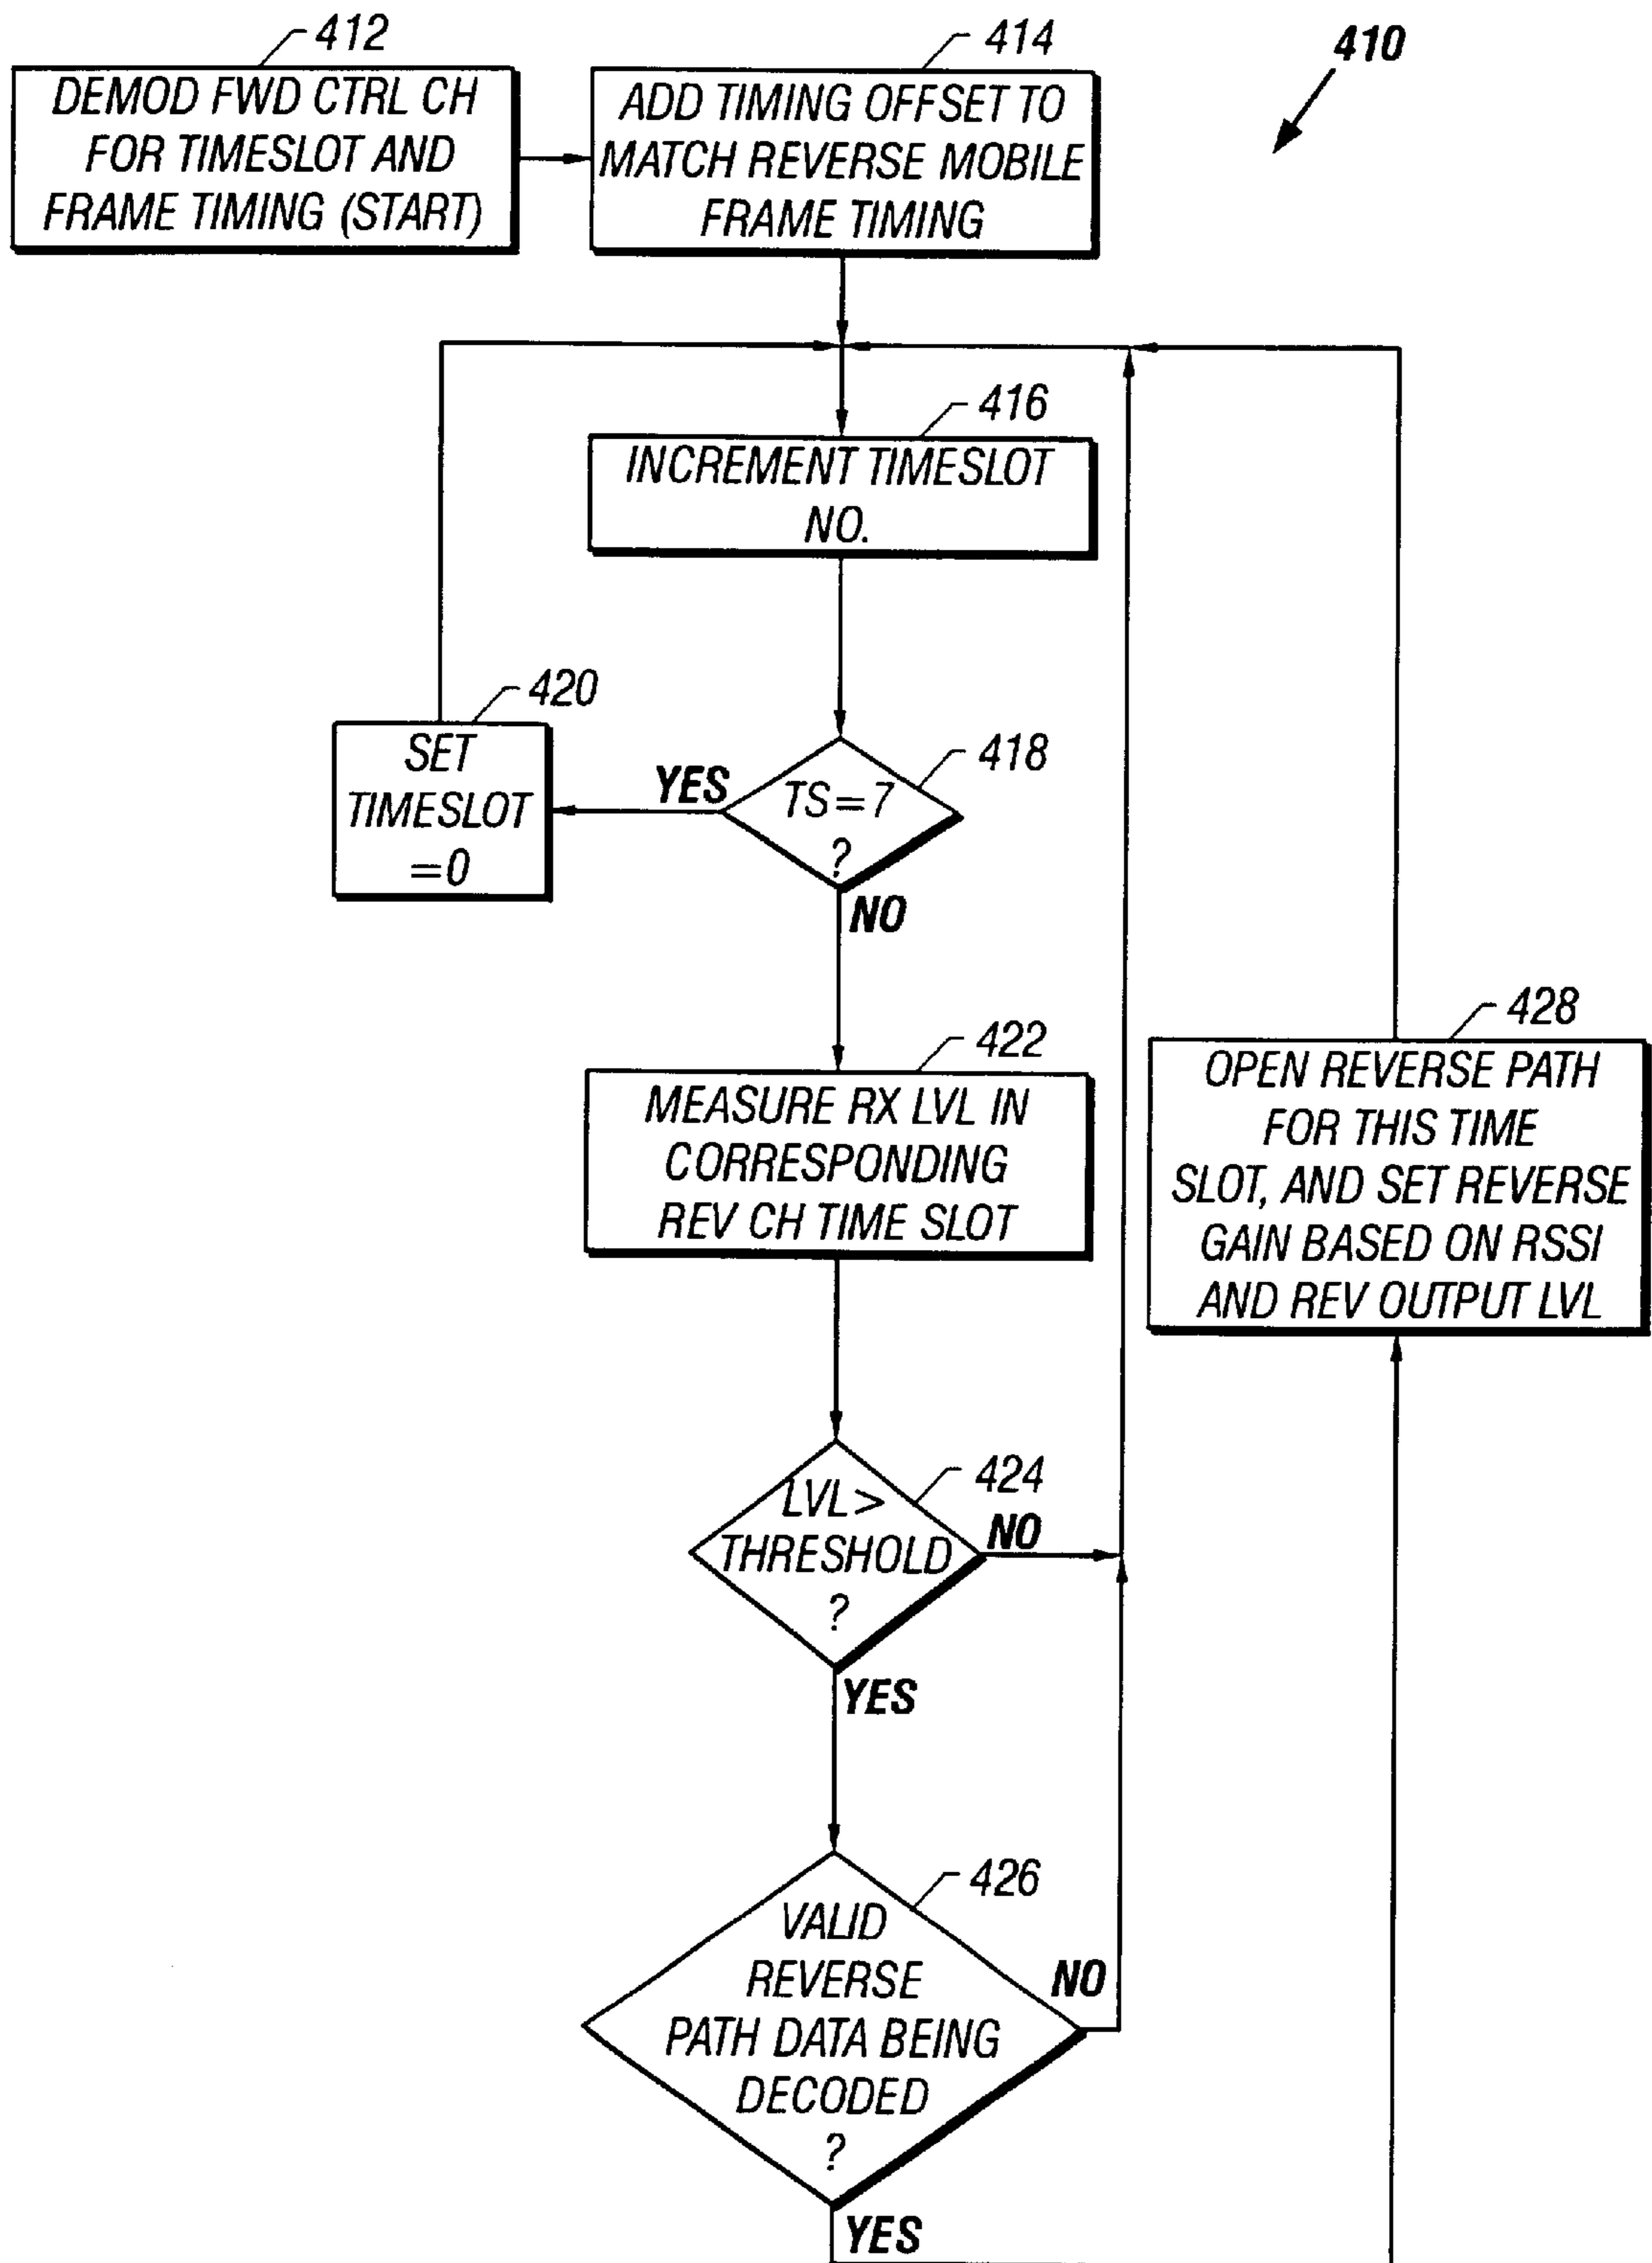 412
DEMOD FWD CTRL CH
FOR TIMESLOT AND
FRAME TIMING (START)
414
ADD TIMING OFFSET TO
MATCH REVERSE MOBILE
FRAME TIMING
410
416
INCREMENT TIMESLOT
NO.
420
SET
TIMESLOT
=0
YES
418
TS=7
?
NO
422
MEASURE RX LVL IN
CORRESPONDING
REV CH TIME SLOT
428
OPEN REVERSE PATH
FOR THIS TIME
SLOT, AND SET REVERSE
GAIN BASED ON RSSI
AND REV OUTPUT LVL
424
LVL>
THRESHOLD
?
NO
YES
426
VALID
REVERSE
PATH DATA BEING
DECODED
?
NO
YES